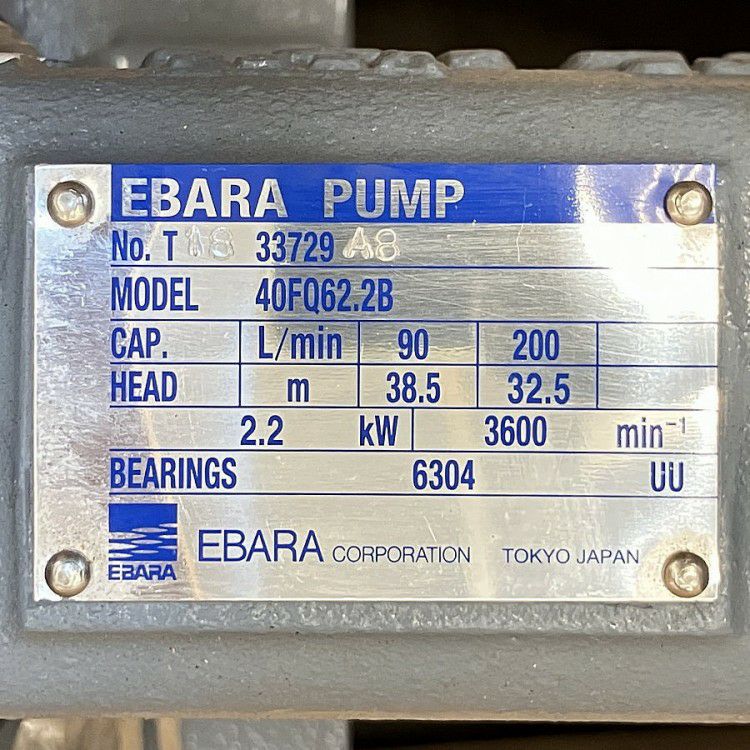 EBARA PUMP
No. T 18 33729 A8
MODEL 40FQ62.2B
CAP. L/min 90 200
HEAD m 38.5 32.5
2.2 kW 3600 min⁻¹
BEARINGS 6304 UU
EBARA
EBARA CORPORATION TOKYO JAPAN